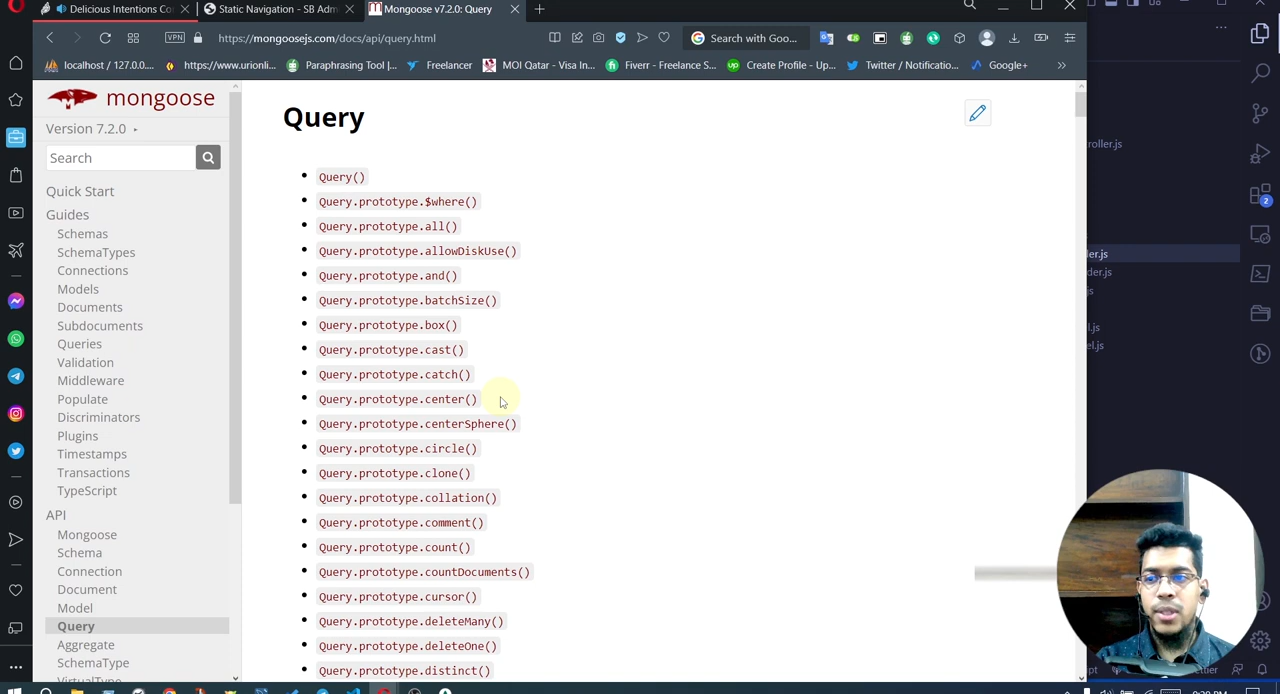 Delicious Intentions Co
Static Navigation - SB Adm
Mongoose v7.2.0: Query
VPN
https://mongoosejs.com/docs/api/query.html
Search with Goo...
localhost / 127.0.0....
https://www.urionli...
Paraphrasing Tool |...
Freelancer
MOI Qatar - Visa In...
Fiverr - Freelance S...
Create Profile - Up...
Twitter / Notificatio...
Google+
mongoose
Version 7.2.0
Search
Quick Start
Guides
Schemas
SchemaTypes
Connections
Models
Documents
Subdocuments
Queries
Validation
Middleware
Populate
Discriminators
Plugins
Timestamps
Transactions
TypeScript
API
Mongoose
Schema
Connection
Document
Model
Query
Aggregate
SchemaType
VirtualType
Query
Query()
Query.prototype.$where()
Query.prototype.all()
Query.prototype.allowDiskUse()
Query.prototype.and()
Query.prototype.batchSize()
Query.prototype.box()
Query.prototype.cast()
Query.prototype.catch()
Query.prototype.center()
Query.prototype.centerSphere()
Query.prototype.circle()
Query.prototype.clone()
Query.prototype.collation()
Query.prototype.comment()
Query.prototype.count()
Query.prototype.countDocuments()
Query.prototype.cursor()
Query.prototype.deleteMany()
Query.prototype.deleteOne()
Query.prototype.distinct()
roller.js
ler.js
der.js
js
l.js
el.js
2